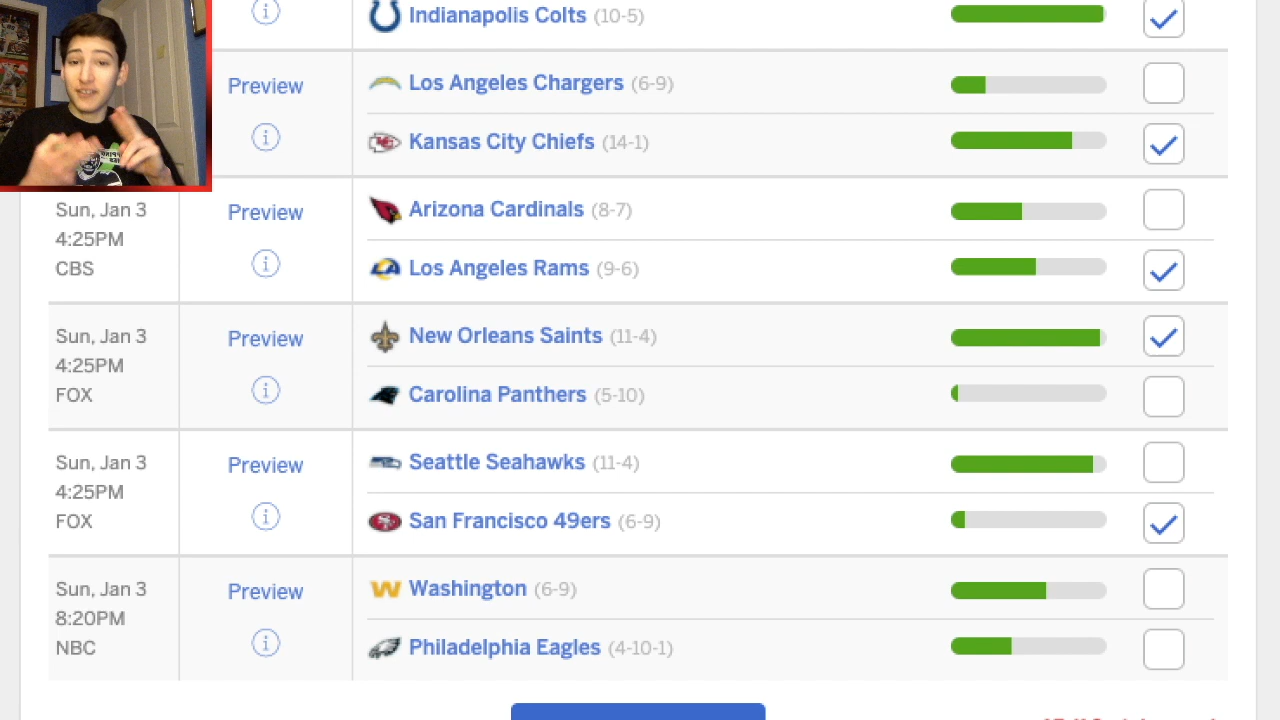 Indianapolis Colts (10-5)
Preview
Los Angeles Chargers (6-9)
Kansas City Chiefs (14-1)
Sun, Jan 3
4:25PM
CBS
Preview
Arizona Cardinals (8-7)
Los Angeles Rams (9-6)
Sun, Jan 3
4:25PM
FOX
Preview
New Orleans Saints (11-4)
Carolina Panthers (5-10)
Sun, Jan 3
4:25PM
FOX
Preview
Seattle Seahawks (11-4)
San Francisco 49ers (6-9)
Sun, Jan 3
8:20PM
NBC
Preview
Washington (6-9)
Philadelphia Eagles (4-10-1)